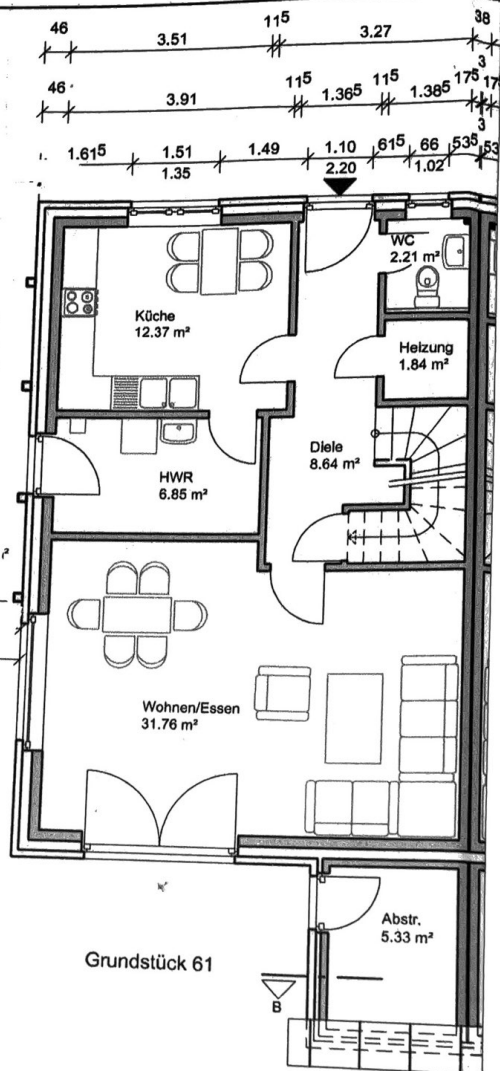 46 3.51 11⁵ 3.27 38
46 3.91 11⁵ 1.36⁵ 11⁵ 1.38⁵ 17⁵ 3
1.61⁵ 1.51 1.49 1.10 61⁵ 66 53⁵ 3 53
1.35 2.20 1.02
WC
2.21 m²
Küche
12.37 m²
Heizung
1.84 m²
Diele
8.64 m²
HWR
6.85 m²
Wohnen/Essen
31.76 m²
Abstr.
5.33 m²
Grundstück 61
B